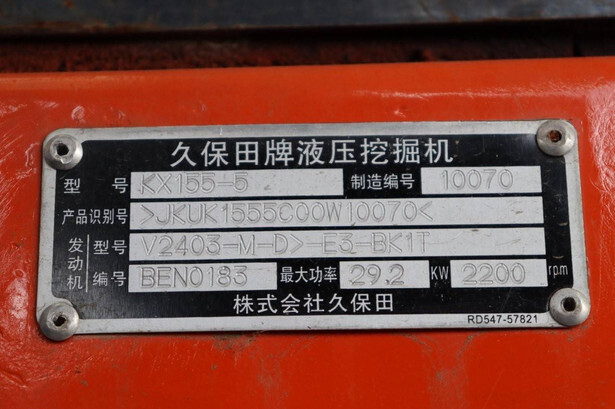 久保田牌液压挖掘机
型号 KX155-5 制造编号 10070
产品识别号 >JKUK1555C00W10070<
发动机 型号 V2403-M-D>-E3-BK1T
编号 BEN0183 最大功率 29.2 KW 2200 rpm
株式会社久保田
RD547-57821